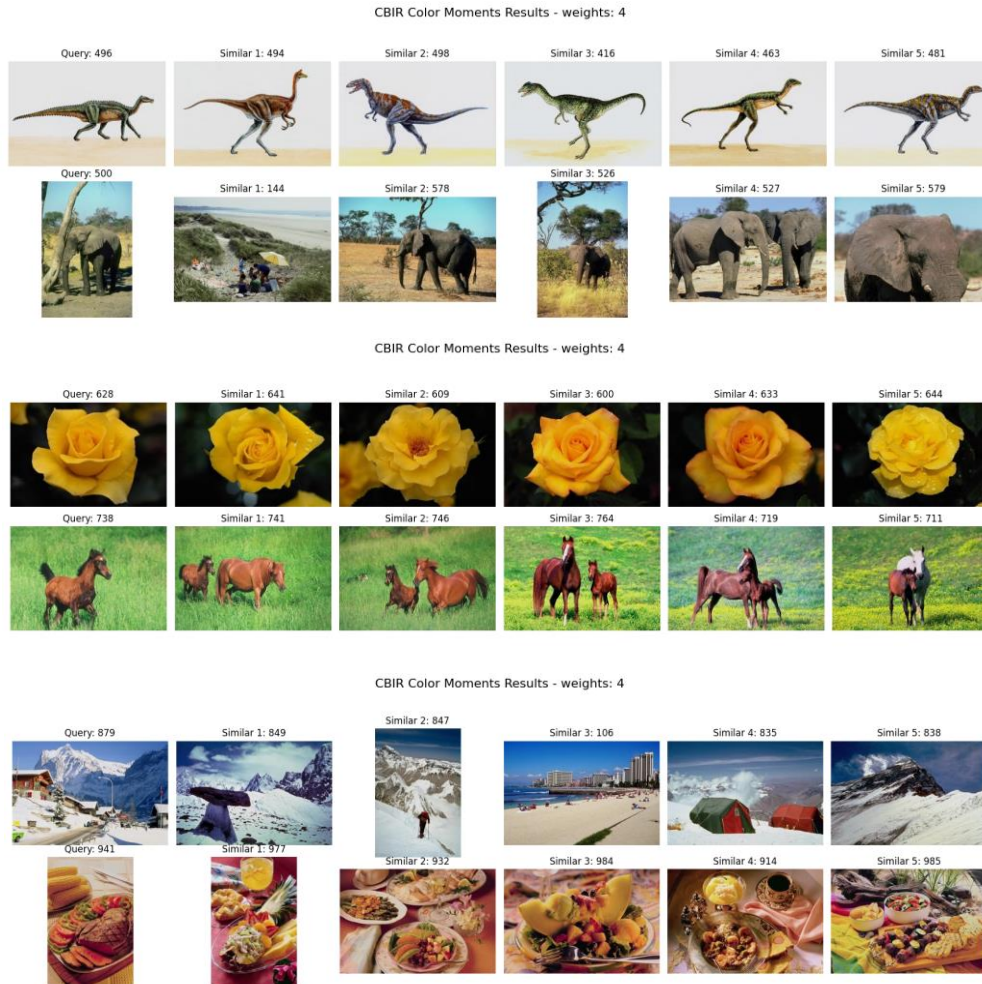 CBIR Color Moments Results - weights: 4
Query: 496 Similar 1: 494 Similar 2: 498 Similar 3: 416 Similar 4: 463 Similar 5: 481
Query: 500 Similar 1: 144 Similar 2: 578 Similar 3: 526 Similar 4: 527 Similar 5: 579
CBIR Color Moments Results - weights: 4
Query: 628 Similar 1: 641 Similar 2: 609 Similar 3: 600 Similar 4: 633 Similar 5: 644
Query: 738 Similar 1: 741 Similar 2: 746 Similar 3: 764 Similar 4: 719 Similar 5: 711
CBIR Color Moments Results - weights: 4
Query: 879 Similar 1: 849 Similar 2: 847 Similar 3: 106 Similar 4: 835 Similar 5: 838
Query: 941 Similar 1: 977 Similar 2: 932 Similar 3: 984 Similar 4: 914 Similar 5: 985